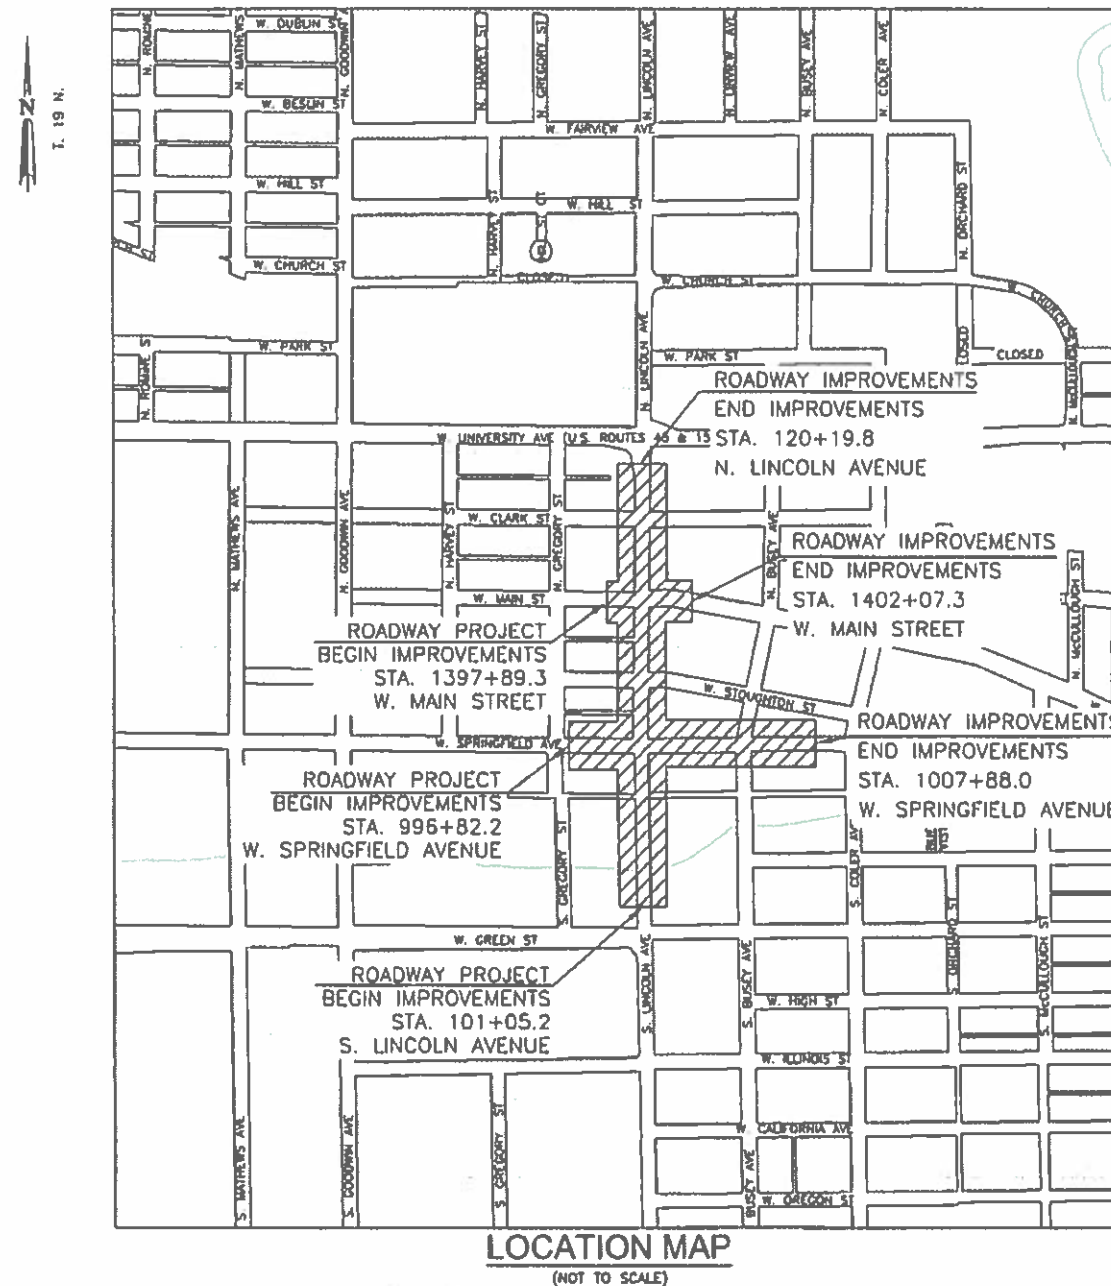 N
T. 19 N.
W. DUBLIN ST
N. ROMINE
N. MATHEWS
N. GOODWIN
N. HARVEY ST
N. GREGORY ST
N. LINCOLN AVE
N. BUSEY AVE
N. COLER AVE
W. BESLIN ST
W. FAIRVIEW AVE
W. HILL ST
W. HILL ST
N. HARVEY ST
N. ORCHARD ST
W. CHURCH ST
CLOSED
W. CHURCH ST
W. CHURCH
W. PARK ST
N. LINCOLN AVE
W. PARK ST
CLOSED
N. McCULLOUGH ST
N. ROMINE S
ROADWAY IMPROVEMENTS
END IMPROVEMENTS
STA. 120+19.8
N. LINCOLN AVENUE
W. UNIVERSITY AVE (U.S. ROUTES 45 & 15
N. MATHEWS AVE
N. GOODWIN AVE
N. HARVEY ST
N. GREGORY ST
W. CLARK ST
N. BUSEY AVE
ROADWAY IMPROVEMENTS
END IMPROVEMENTS
STA. 1402+07.3
W. MAIN STREET
N. McCULLOUGH ST
W. MAIN ST
ROADWAY PROJECT
BEGIN IMPROVEMENTS
STA. 1397+89.3
W. MAIN STREET
W. STOUGHTON ST
W. SPRINGFIELD AVE
ROADWAY IMPROVEMENTS
END IMPROVEMENTS
STA. 1007+88.0
W. SPRINGFIELD AVENUE
ROADWAY PROJECT
BEGIN IMPROVEMENTS
STA. 996+82.2
W. SPRINGFIELD AVENUE
S. GREGORY ST
S. COLER AVE
W. GREEN ST
S. LINCOLN AVE
S. BUSEY AVE
S. ORCHARD ST
S. McCULLOUGH ST
ROADWAY PROJECT
BEGIN IMPROVEMENTS
STA. 101+05.2
S. LINCOLN AVENUE
W. HIGH ST
W. ILLINOIS ST
W. CALIFORNIA AVE
S. MATHEWS AVE
S. GOODWIN AVE
S. GREGORY ST
BUSEY AVE
W. OREGON ST
LOCATION MAP
(NOT TO SCALE)